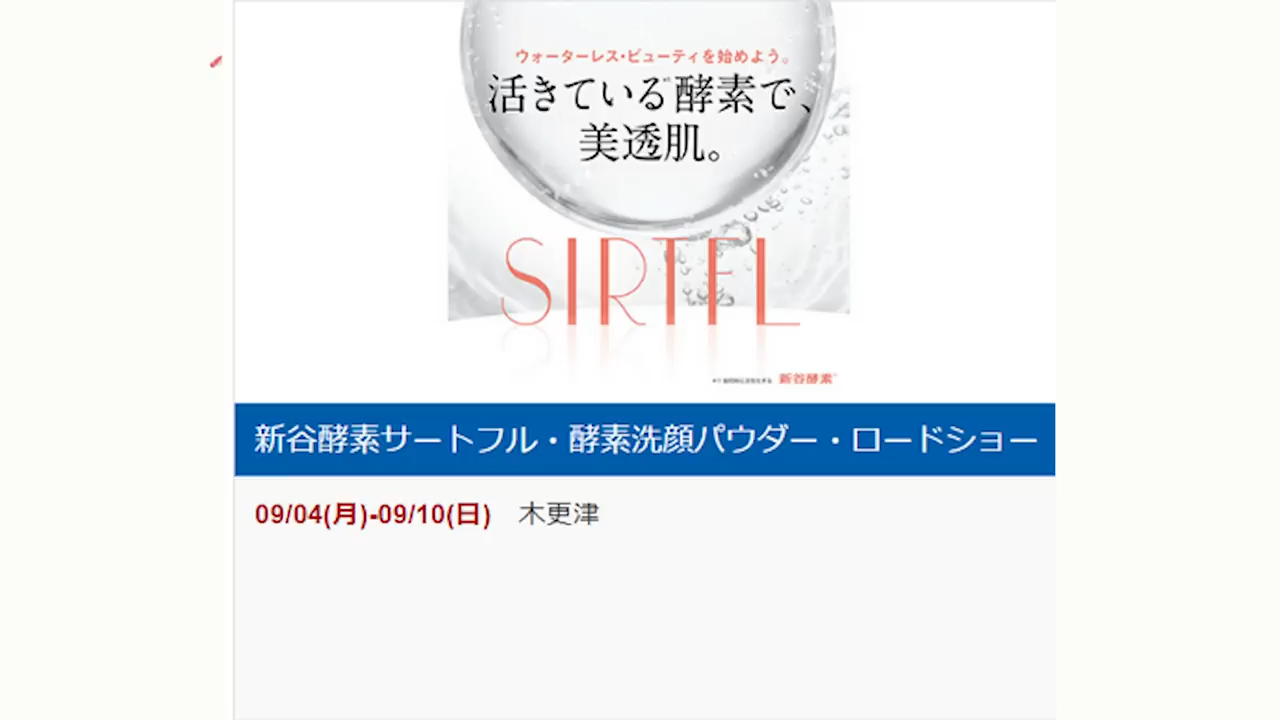 ウォーターレス・ビューティを始めよう。
活きている酵素で、
美透肌。
SIRTFL
新谷酵素
新谷酵素サートフル・酵素洗顔パウダー・ロードショー
09/04(月)-09/10(日) 木更津